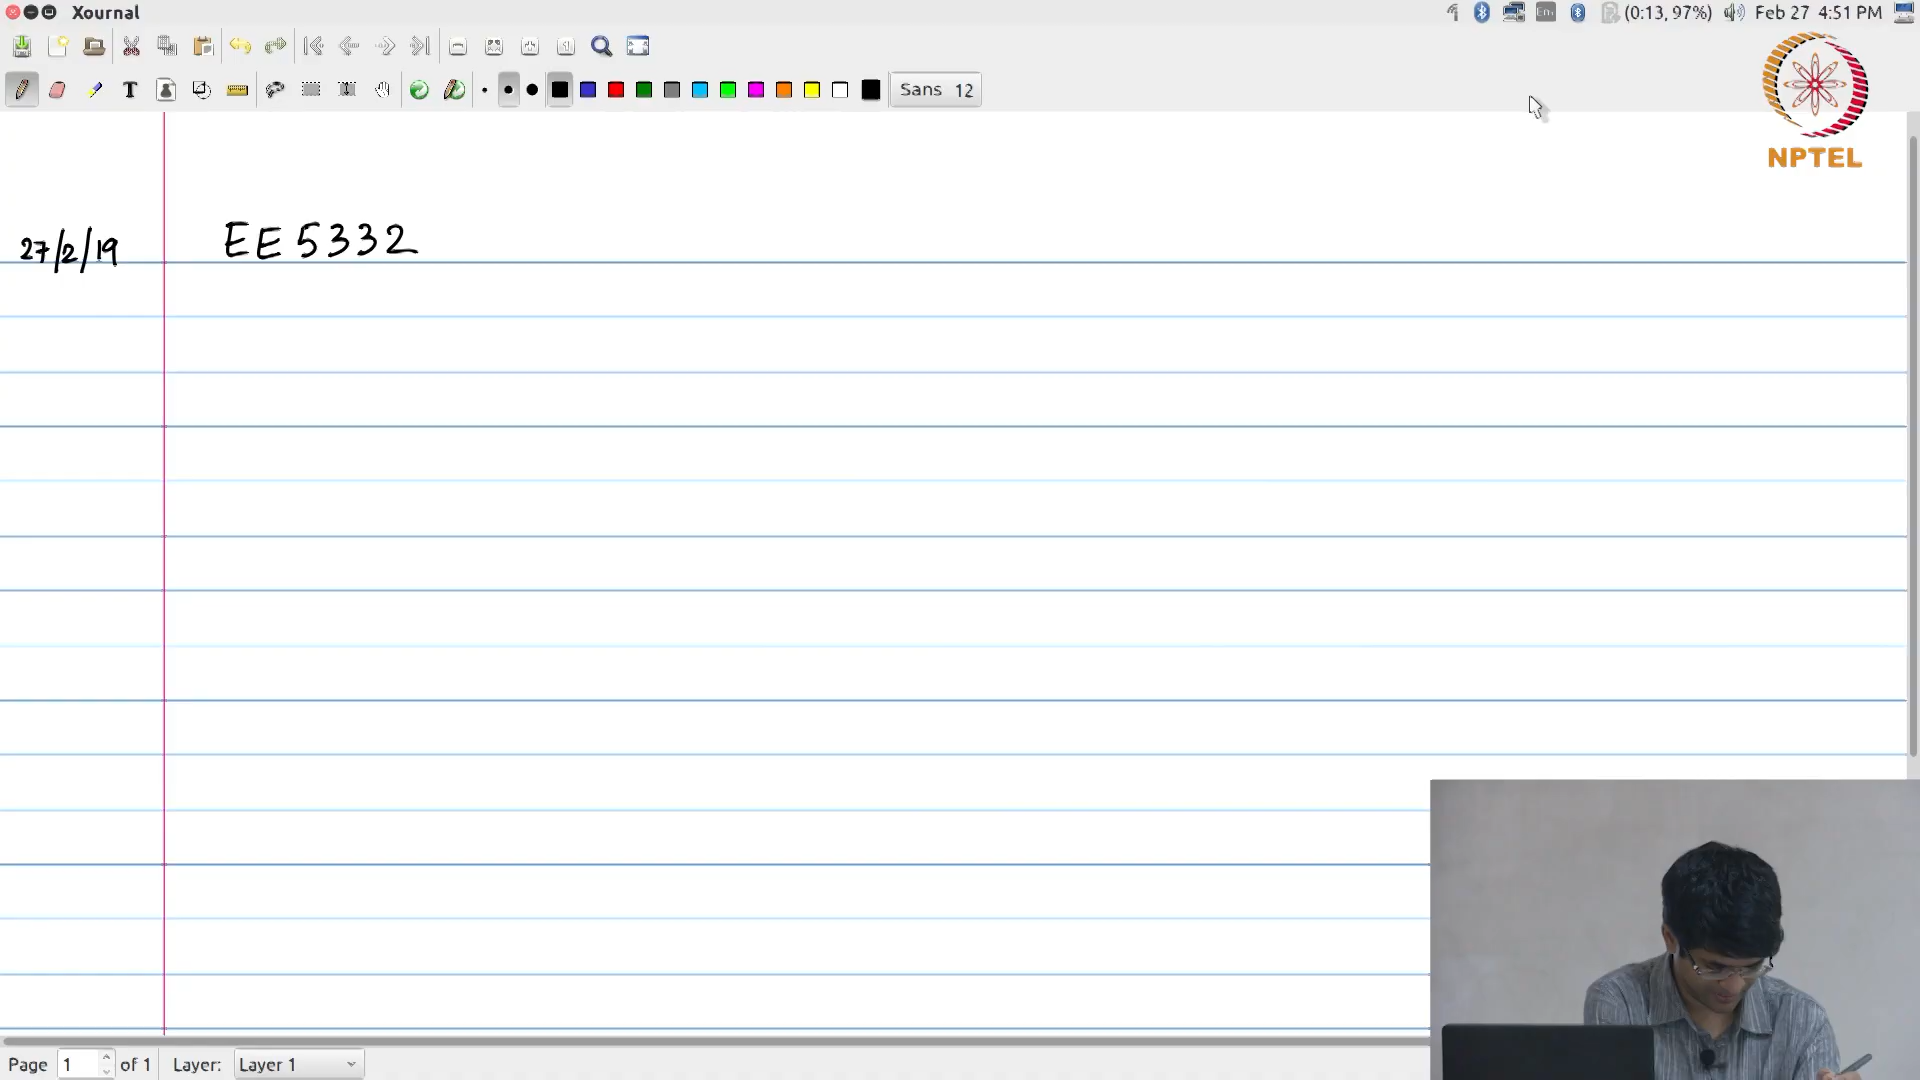 Xournal
(0:13, 97%) Feb 27 4:51 PM
En
Sans 12
NPTEL
27/2/19 EE 5332
Page 1 of 1 Layer: Layer 1